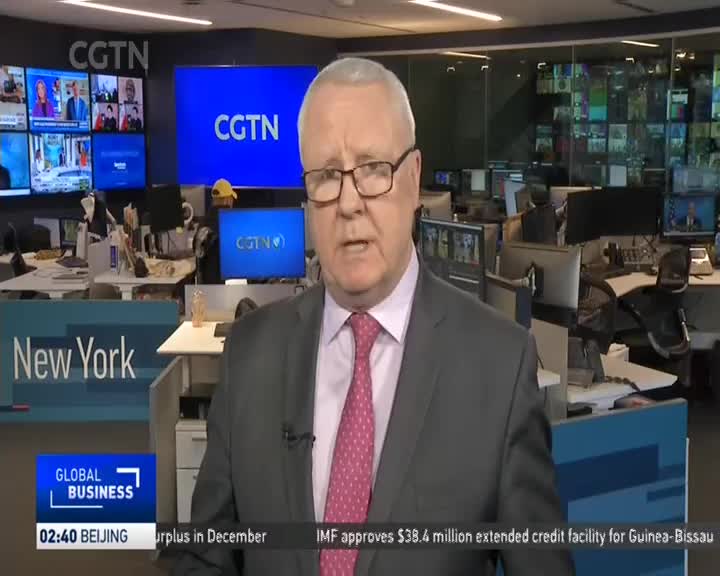 CGTN
CGTN
CGTN
New York
GLOBAL
BUSINESS
02:40 BEIJING
urplus in December IMF approves $38.4 million extended credit facility for Guinea-Bissau